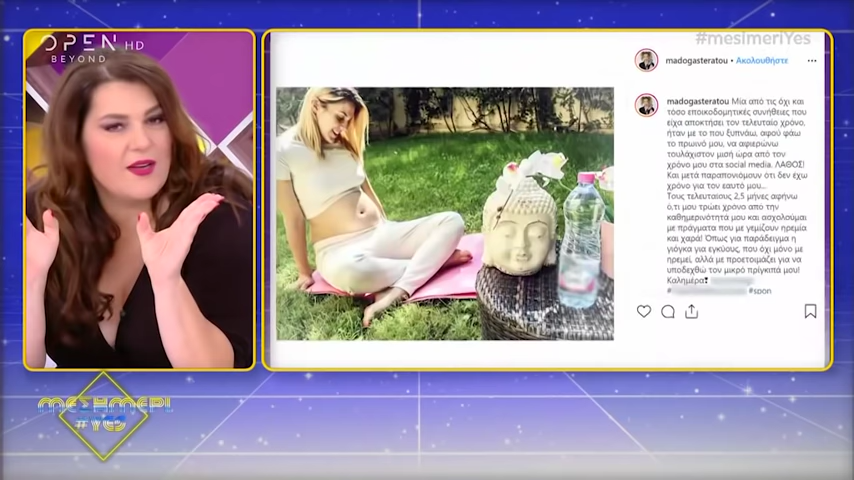 OPEN HD
BEYOND
#mesimeriYes
madogasteratou • Ακολουθήστε
madogasteratou Μία από τις όχι και
τόσο εποικοδομητικές συνήθειες που
είχα αποκτήσει τον τελευταίο χρόνο,
ήταν με το που ξυπνάω, αφού φάω
το πρωινό μου, να αφιερώνω
τουλάχιστον μισή ώρα από τον
χρόνο μου στα social media. ΛΑΘΟΣ!
Και μετά παραπονιόμουν ότι δεν έχω
χρόνο για τον εαυτό μου...
Τους τελευταίους 2,5 μήνες αφήνω
ό,τι μου τρώει χρόνο από την
καθημερινότητά μου και ασχολούμαι
με πράγματα που με γεμίζουν ηρεμία
και χαρά! Όπως για παράδειγμα η
γιόγκα για εγκύους, που όχι μόνο με
ηρεμεί, αλλά με προετοιμάζει για να
υποδεχθώ τον μικρό πρίγκιπά μου!
Καλημέρα
# #spon
ΜΕΣΗΜΕΡΙ
#YES